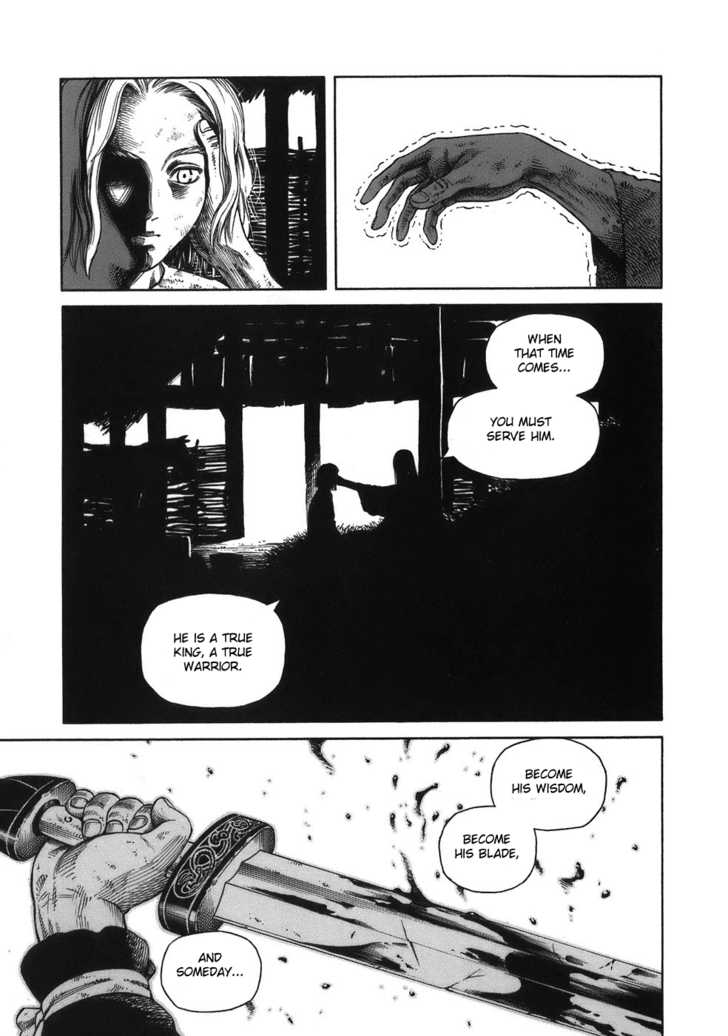 WHEN
THAT TIME
COMES...
YOU MUST
SERVE HIM.
HE IS A TRUE
KING, A TRUE
WARRIOR.
BECOME
HIS WISDOM,
BECOME
HIS BLADE,
AND
SOMEDAY...